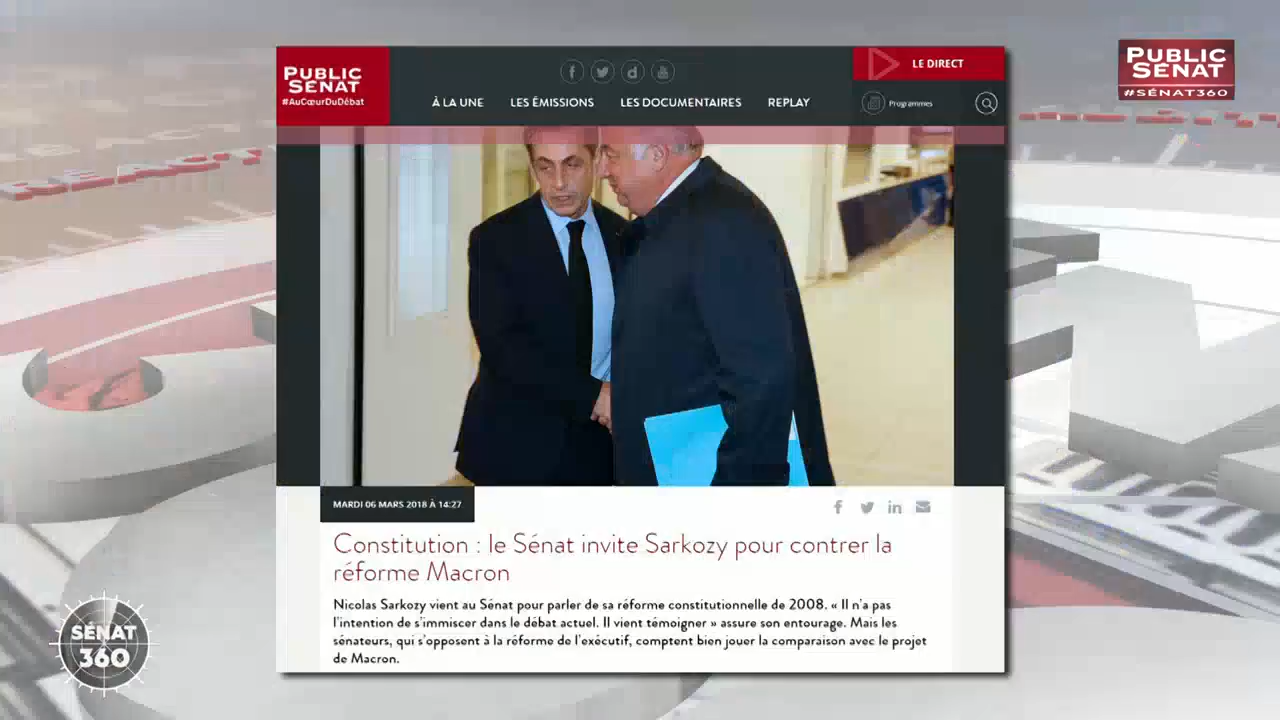 PUBLIC
SÉNAT
#AuCœurDuDébat
À LA UNE
LES ÉMISSIONS
LES DOCUMENTAIRES
REPLAY
LE DIRECT
Programmes
PUBLIC
SÉNAT
#SÉNAT360
MARDI 06 MARS 2018 À 14:27
Constitution : le Sénat invite Sarkozy pour contrer la
réforme Macron
Nicolas Sarkozy vient au Sénat pour parler de sa réforme constitutionnelle de 2008. « Il n'a pas
l'intention de s'immiscer dans le débat actuel. Il vient témoigner » assure son entourage. Mais les
sénateurs, qui s'opposent à la réforme de l'exécutif, comptent bien jouer la comparaison avec le projet
de Macron.
SÉNAT
360